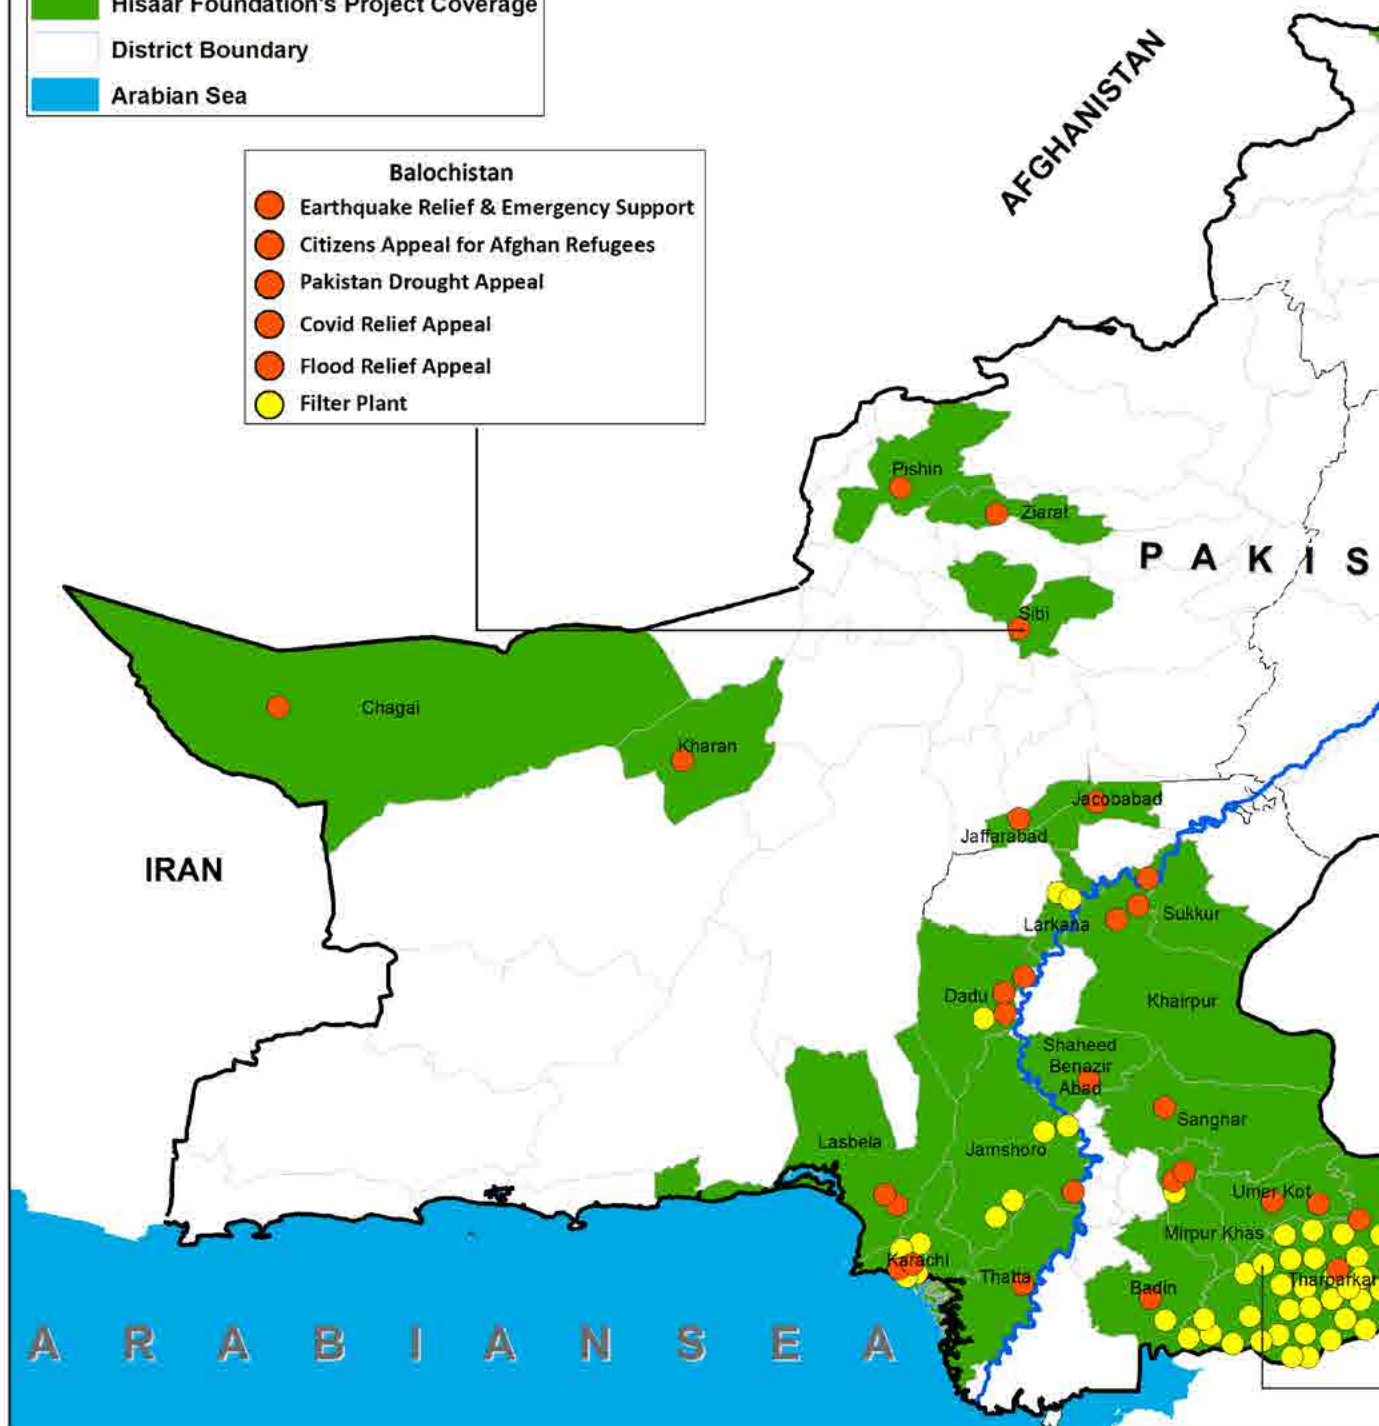 Hisaar Foundation's Project Coverage
District Boundary
Arabian Sea
AFGHANISTAN
Balochistan
Earthquake Relief & Emergency Support
Citizens Appeal for Afghan Refugees
Pakistan Drought Appeal
Covid Relief Appeal
Flood Relief Appeal
Filter Plant
Pishin
Ziarat
P A K I S
Sibi
Chagai
Kharan
Jacobabad
Jaffarabad
IRAN
Larkana
Sukkur
Dadu
Khairpur
Shaheed
Benazir
Abad
Sanghar
Lasbela
Jamshoro
Umer Kot
Mirpur Khas
Karachi
Thatta
Badin
Tharparkar
A R A B I A N S E A